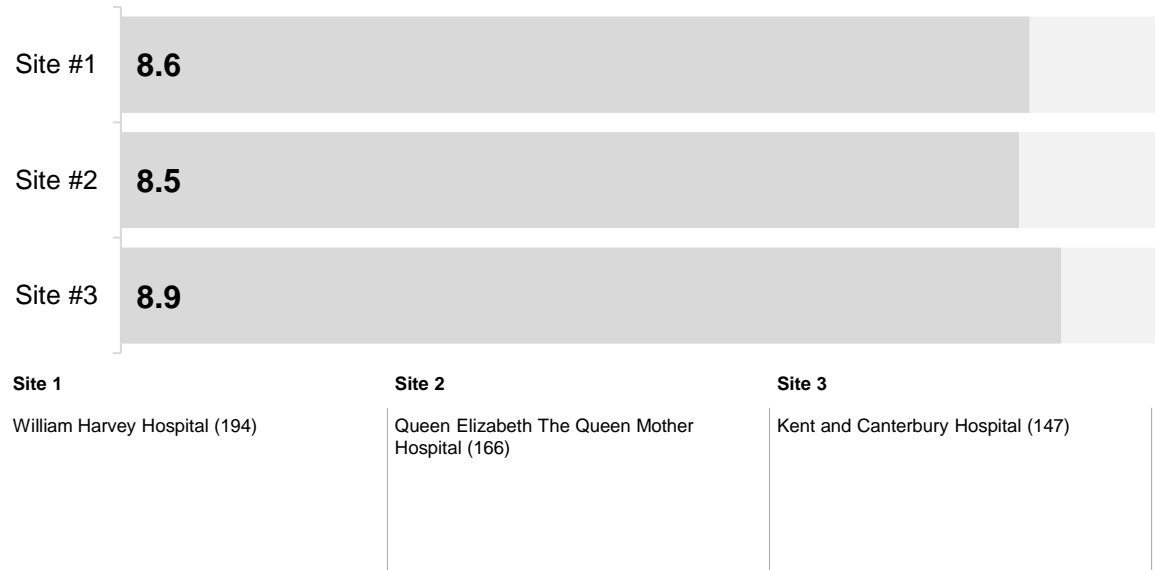 Site #1
8.6
Site #2
8.5
Site #3
8.9
Site 1
William Harvey Hospital (194)
Site 2
Queen Elizabeth The Queen Mother
Hospital (166)
Site 3
Kent and Canterbury Hospital (147)